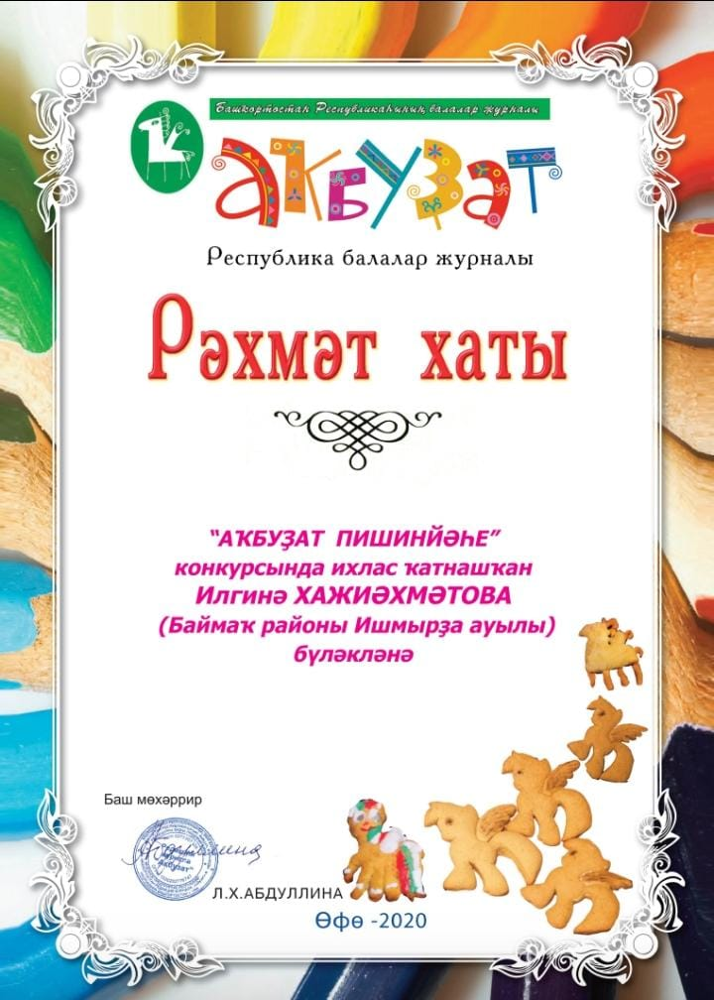 Башҡортостан Республикаһының балалар журналы
аҡбуҙат
Республика балалар журналы
Рәхмәт хаты
“АҠБУҘАТ ПИШИНЙӘҺЕ”
конкурсында ихлас ҡатнашҡан
Илгинә ХАЖИӘХМӘТОВА
(Баймаҡ районы Ишмырҙа ауылы)
бүләкләнә
Баш мөхәррир
Л.Х.АБДУЛЛИНА
Өфө -2020